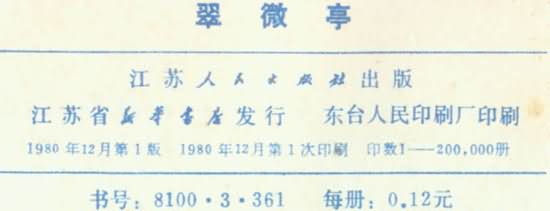 翠微亭
江苏人民出版社出版
江苏省新华书店发行 东台人民印刷厂印刷
1980年12月第1版 1980年12月第1次印刷 印数1——200,000册
书号：8100·3·361 每册：0.12元